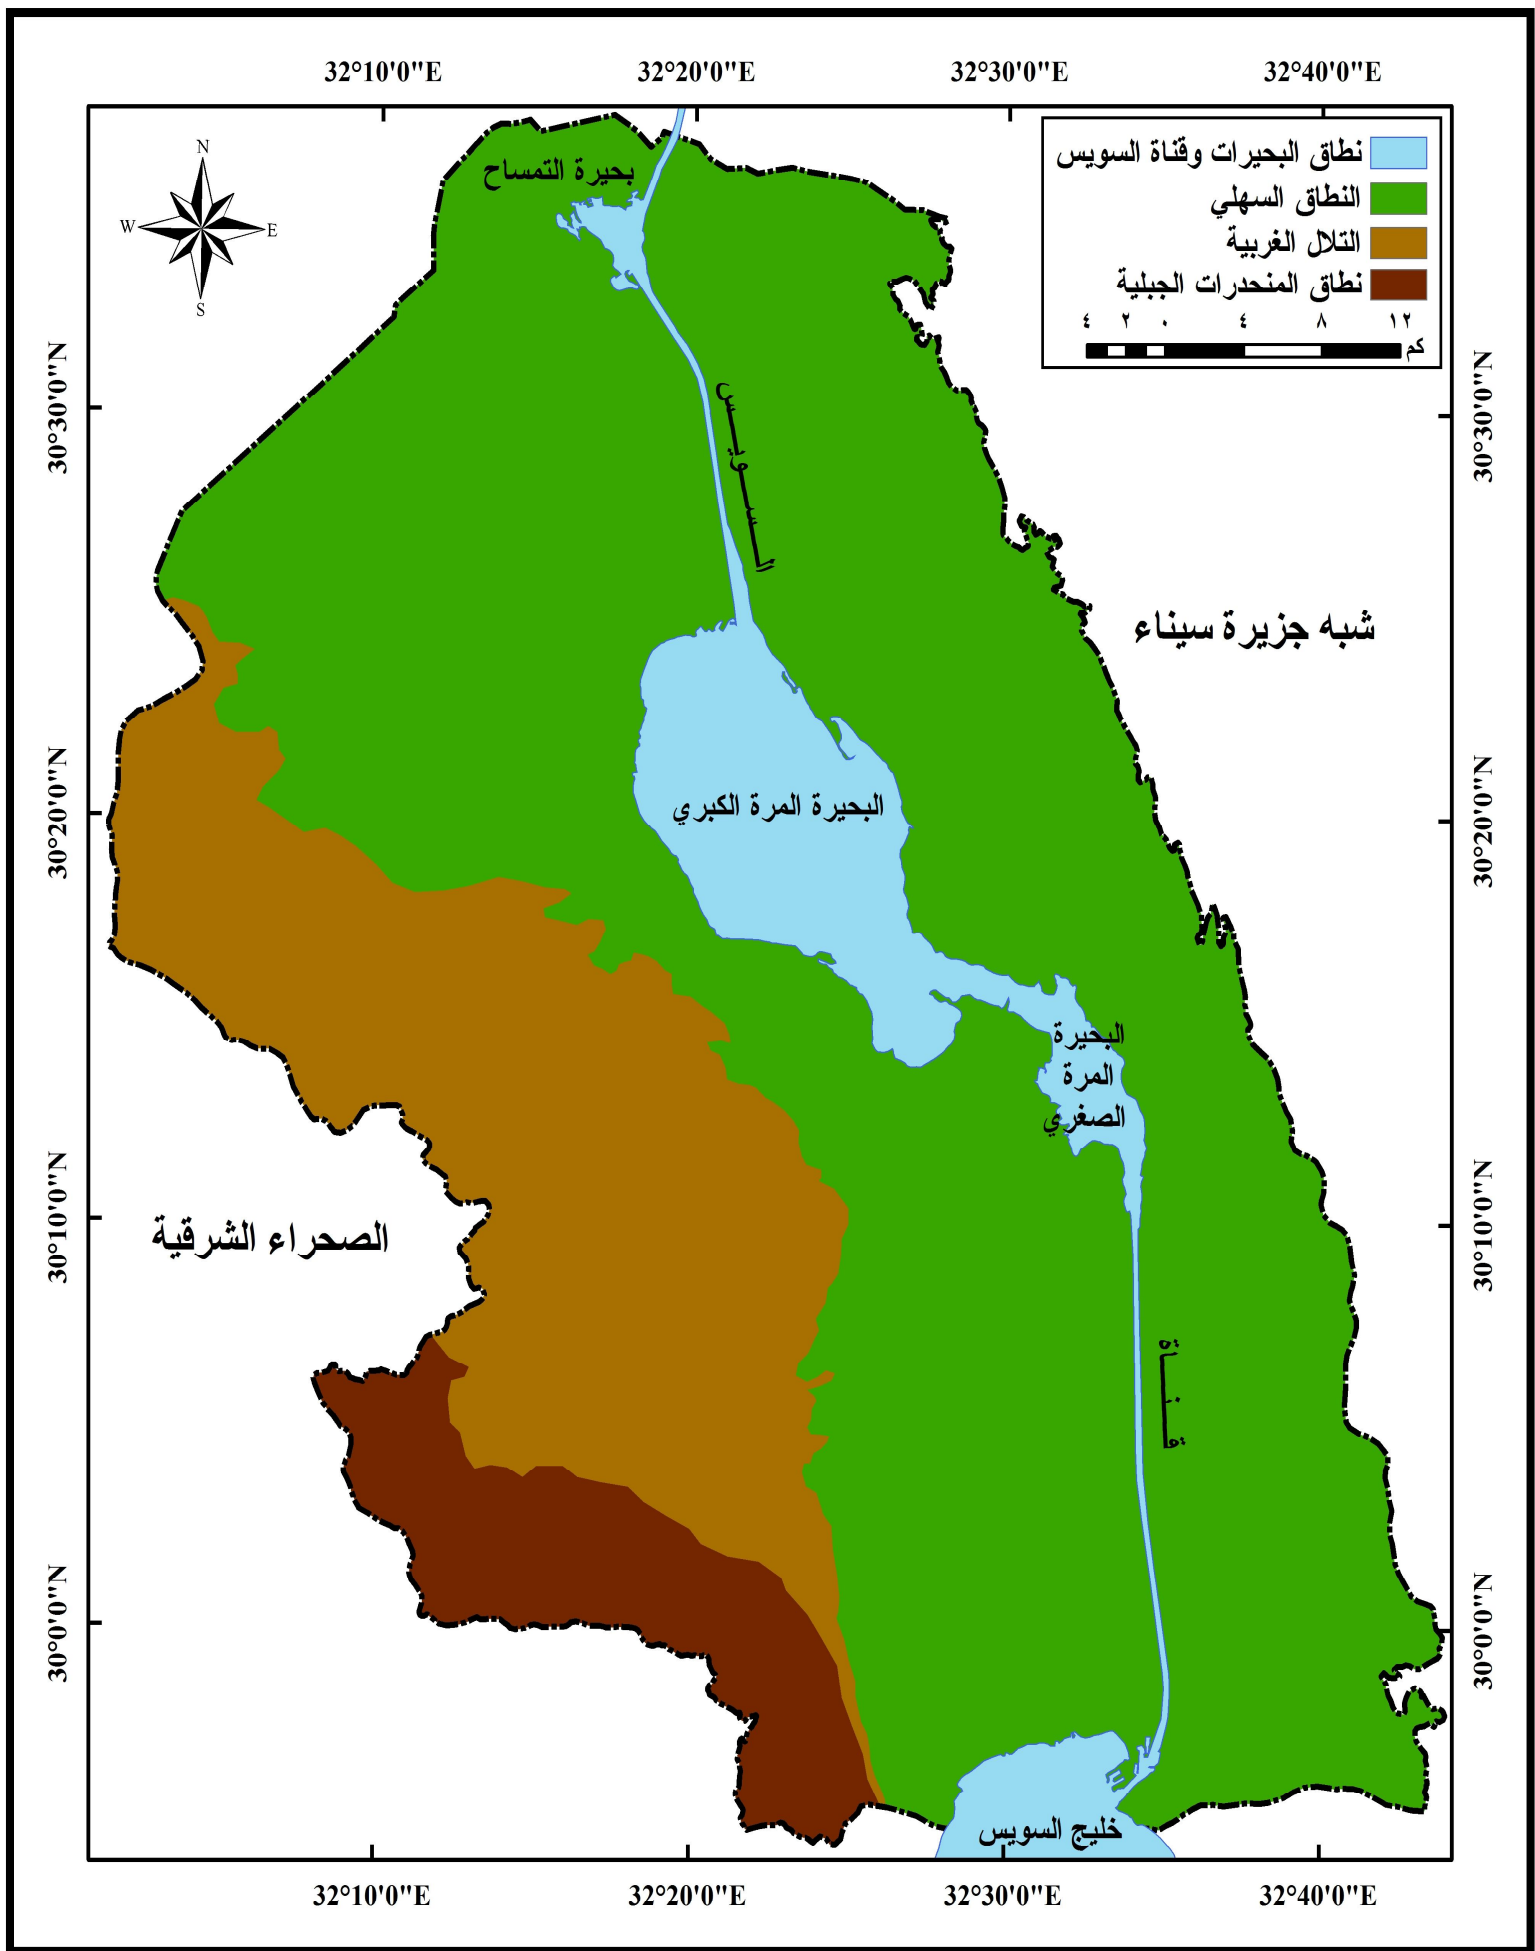 32°10'0"E 32°20'0"E 32°30'0"E 32°40'0"E
نطاق البحيرات وقناة السويس
النطاق السهلي
التلال الغربية
نطاق المنحدرات الجبلية
٤ ٢ ٠ ٤ ٨ ١٢
كم
N
W E
S
بحيرة التمساح
30°30'0"N 30°30'0"N
السويس
شبه جزيرة سيناء
30°20'0"N 30°20'0"N
البحيرة المرة الكبري
البحيرة
المرة
الصغري
30°10'0"N 30°10'0"N
الصحراء الشرقية
قناة
30°0'0"N 30°0'0"N
خليج السويس
32°10'0"E 32°20'0"E 32°30'0"E 32°40'0"E